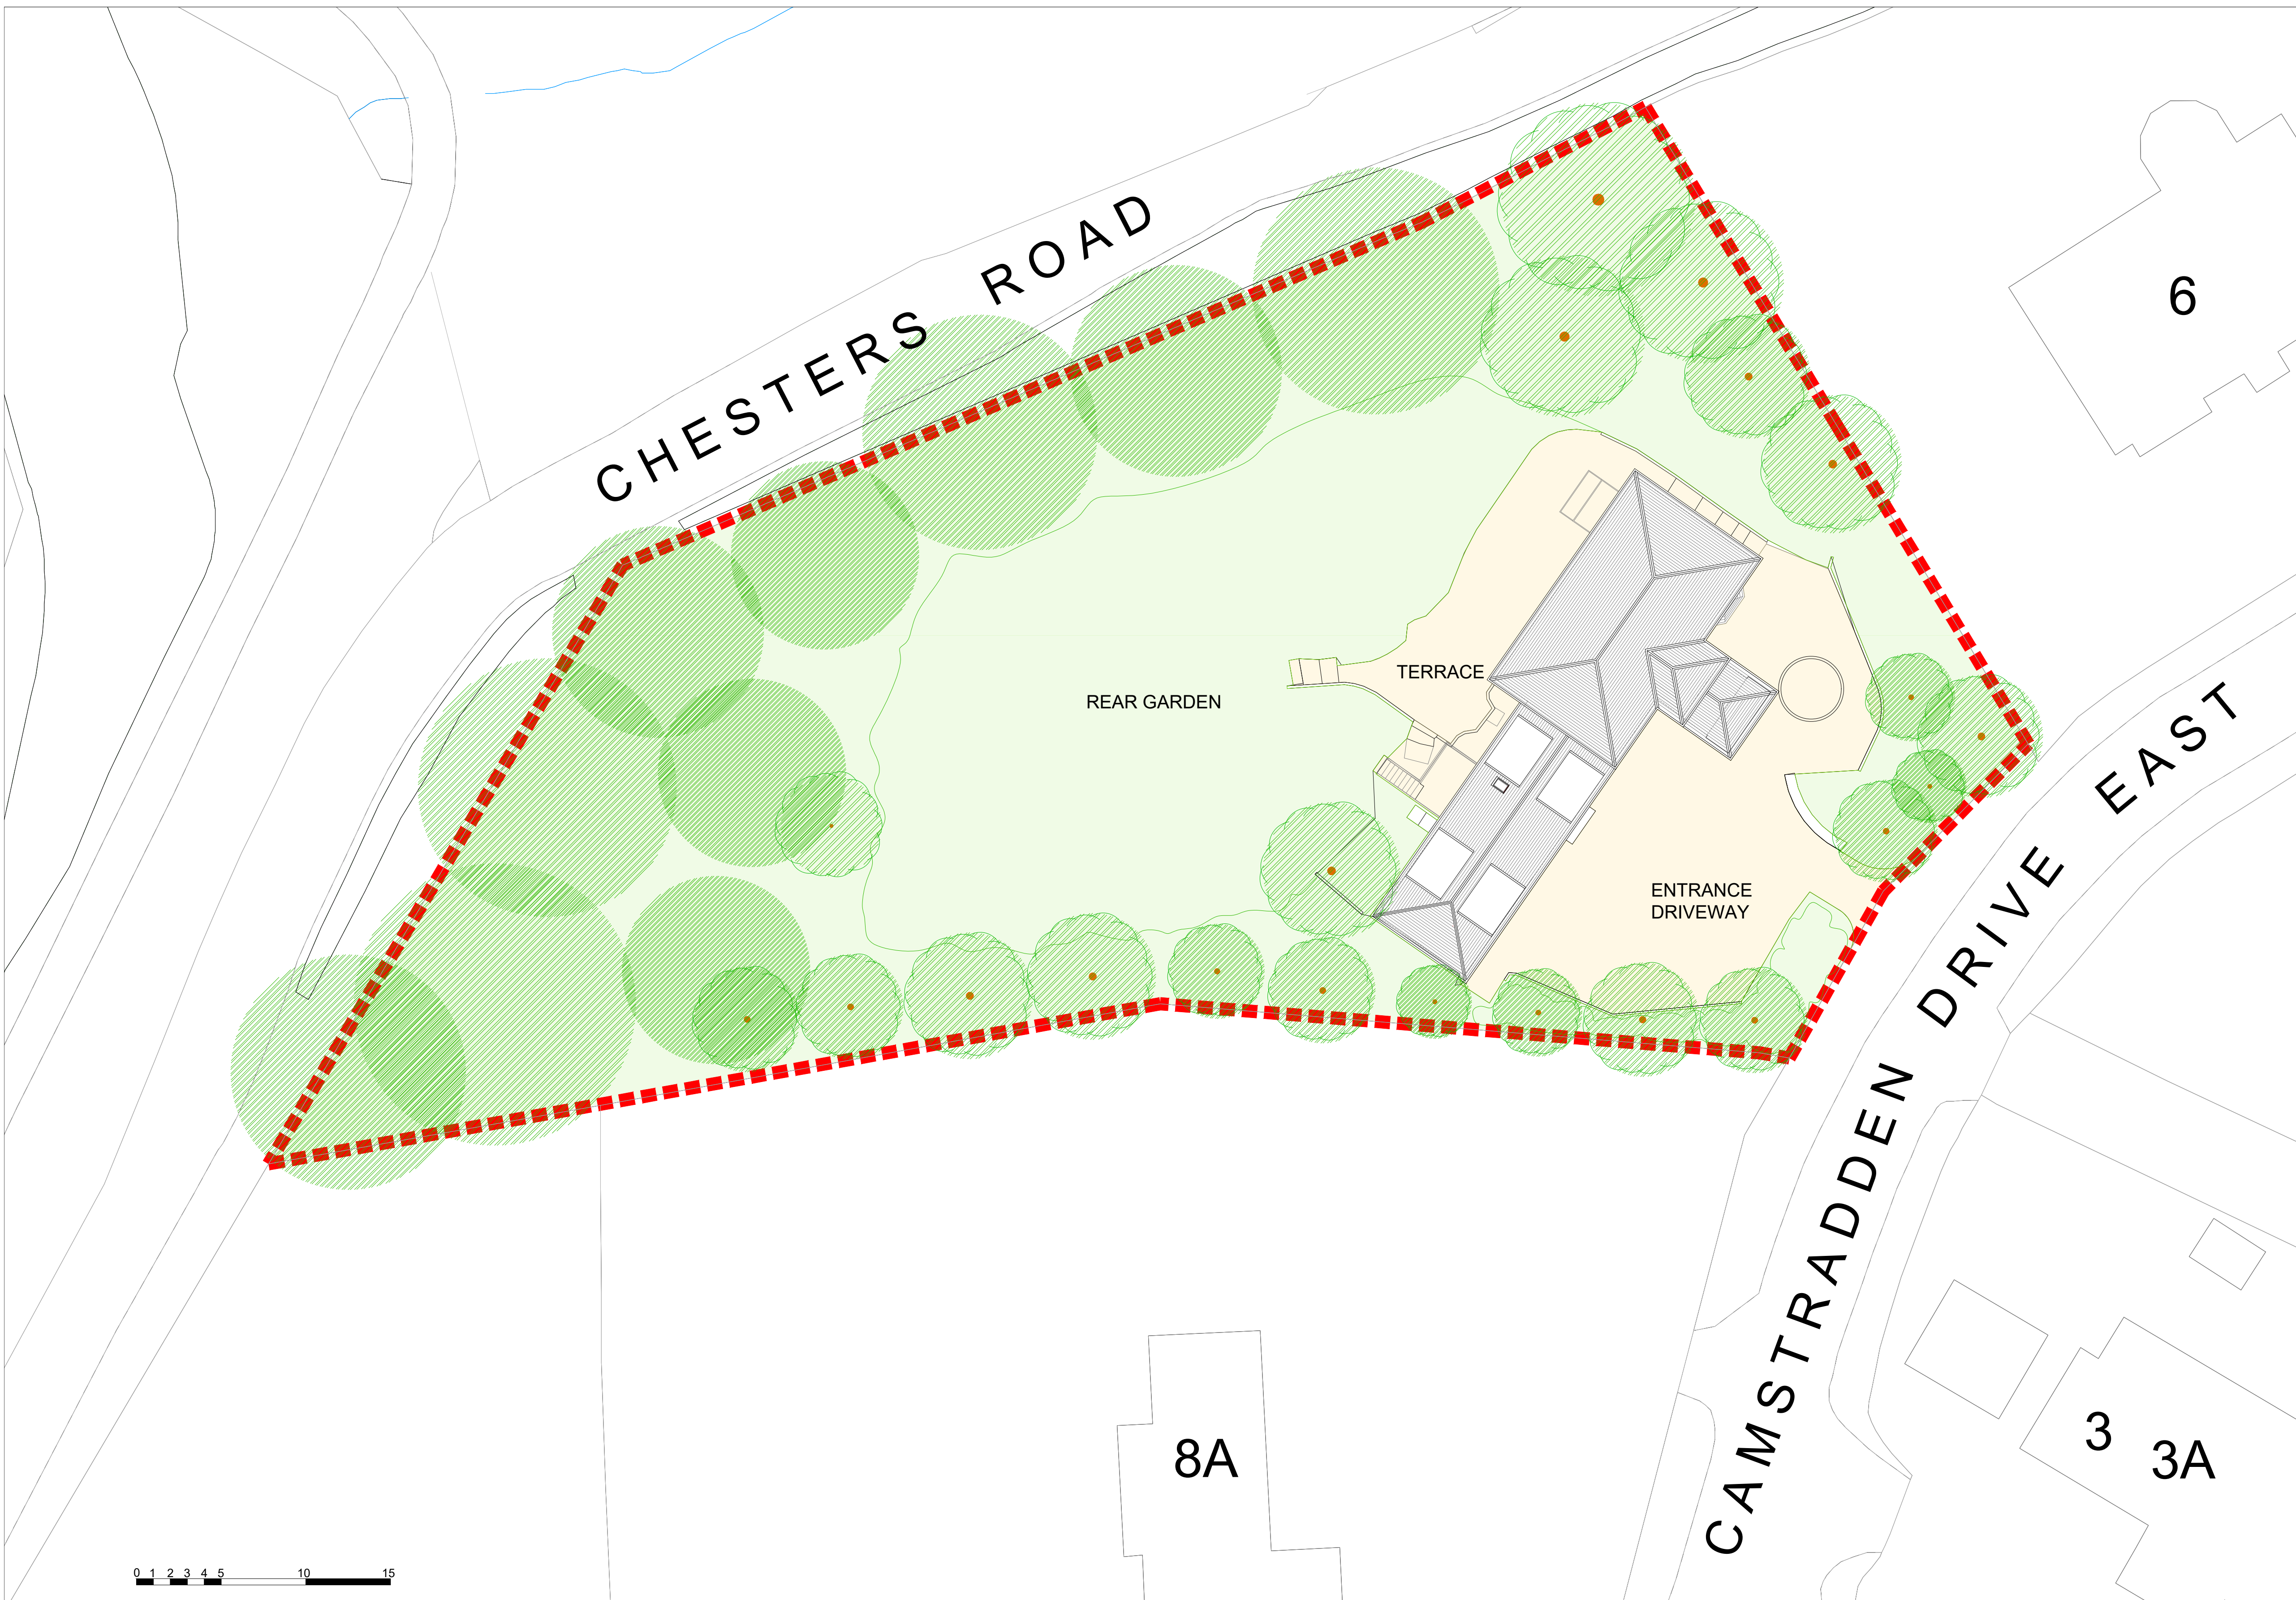 CHESTERS ROAD
6
TERRACE
REAR GARDEN
ENTRANCE
DRIVEWAY
CAMSTRADDEN DRIVE EAST
8A
3
3A
0 1 2 3 4 5 10 15